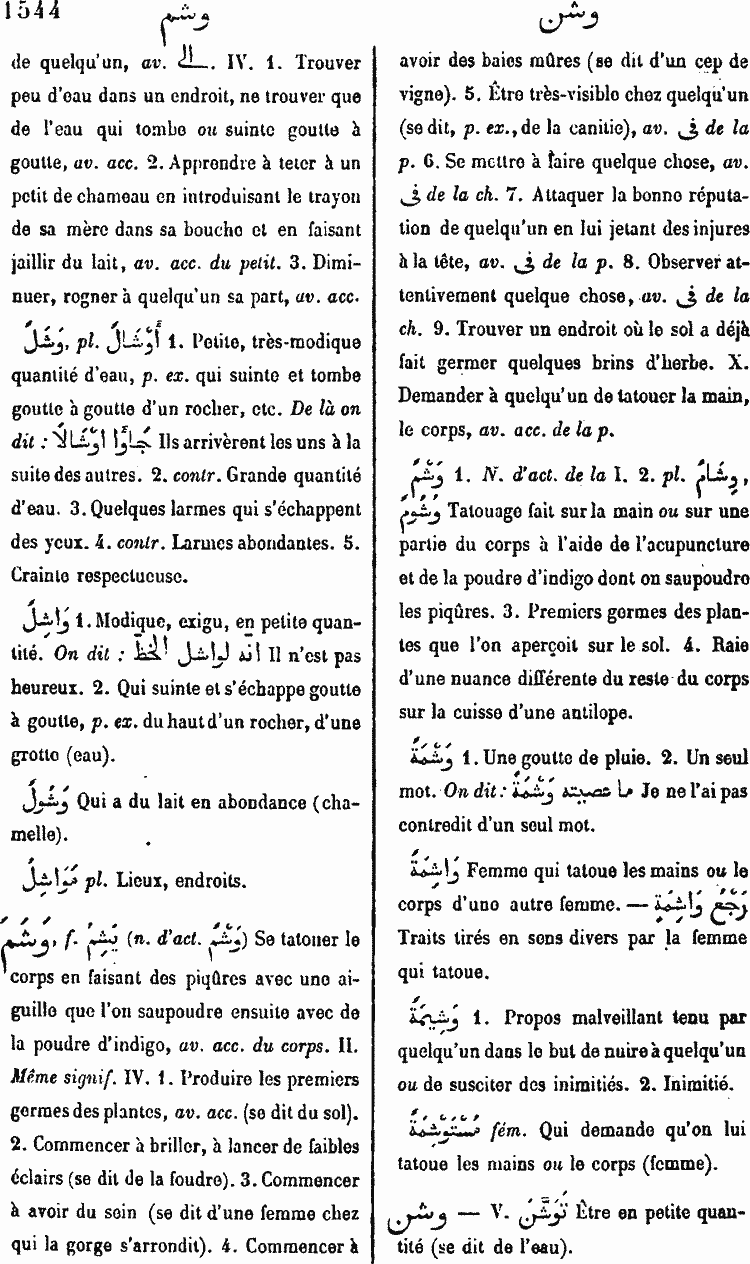 1544 وشم وشن
de quelqu'un, av. الى. IV. 1. Trouver
peu d'eau dans un endroit, ne trouver que
de l'eau qui tombe ou suinte goutte à
goutte, av. acc. 2. Apprendre à teter à un
petit de chameau en introduisant le trayon
de sa mère dans sa bouche et en faisant
jaillir du lait, av. acc. du petit. 3. Dimi-
nuer, rogner à quelqu'un sa part, av. acc.
وَشَلٌ, pl. أَوْشَالٌ 1. Petite, très-modique
quantité d'eau, p. ex. qui suinte et tombe
goutte à goutte d'un rocher, etc. De là on
dit : جَاؤُا اوْشَالًا Ils arrivèrent les uns à la
suite des autres. 2. contr. Grande quantité
d'eau. 3. Quelques larmes qui s'échappent
des yeux. 4. contr. Larmes abondantes. 5.
Crainte respectueuse.
وَاشِلٌ 1. Modique, exigu, en petite quan-
tité. On dit : انّه لواشل الحظّ Il n'est pas
heureux. 2. Qui suinte et s'échappe goutte
à goutte, p. ex. du haut d'un rocher, d'une
grotte (eau).
وَشُولٌ Qui a du lait en abondance (cha-
melle).
مَوَاشِلٌ pl. Lieux, endroits.
وَشَمَ, f. يَشِمُ (n. d'act. وَشْمٌ) Se tatouer le
corps en faisant des piqûres avec une ai-
guille que l'on saupoudre ensuite avec de
la poudre d'indigo, av. acc. du corps. II.
Même signif. IV. 1. Produire les premiers
germes des plantes, av. acc. (se dit du sol).
2. Commencer à briller, à lancer de faibles
éclairs (se dit de la foudre). 3. Commencer
à avoir du sein (se dit d'une femme chez
qui la gorge s'arrondit). 4. Commencer à
avoir des baies mûres (se dit d'un cep de
vigne). 5. Être très-visible chez quelqu'un
(se dit, p. ex., de la canitie), av. فى de la
p. 6. Se mettre à faire quelque chose, av.
فى de la ch. 7. Attaquer la bonne réputa-
tion de quelqu'un en lui jetant des injures
à la tête, av. فى de la p. 8. Observer at-
tentivement quelque chose, av. فى de la
ch. 9. Trouver un endroit où le sol a déjà
fait germer quelques brins d'herbe. X.
Demander à quelqu'un de tatouer la main,
le corps, av. acc. de la p.
وَشْمٌ 1. N. d'act. de la I. 2. pl. وِشَامٌ,
وُشُومٌ Tatouage fait sur la main ou sur une
partie du corps à l'aide de l'acupuncture
et de la poudre d'indigo dont on saupoudre
les piqûres. 3. Premiers germes des plan-
tes que l'on aperçoit sur le sol. 4. Raie
d'une nuance différente du reste du corps
sur la cuisse d'une antilope.
وَشْمَةٌ 1. Une goutte de pluie. 2. Un seul
mot. On dit : ما عصيته وَشْمَةً Je ne l'ai pas
contredit d'un seul mot.
وَاشِمَةٌ Femme qui tatoue les mains ou le
corps d'une autre femme. — رَجْعُ وَاشِمَةٍ
Traits tirés en sens divers par la femme
qui tatoue.
وَشِيمَةٌ 1. Propos malveillant tenu par
quelqu'un dans le but de nuire à quelqu'un
ou de susciter des inimitiés. 2. Inimitié.
مُسْتَوْشِمَةٌ fém. Qui demande qu'on lui
tatoue les mains ou le corps (femme).
وشن — V. تَوَشَّنَ Être en petite quan-
tité (se dit de l'eau).